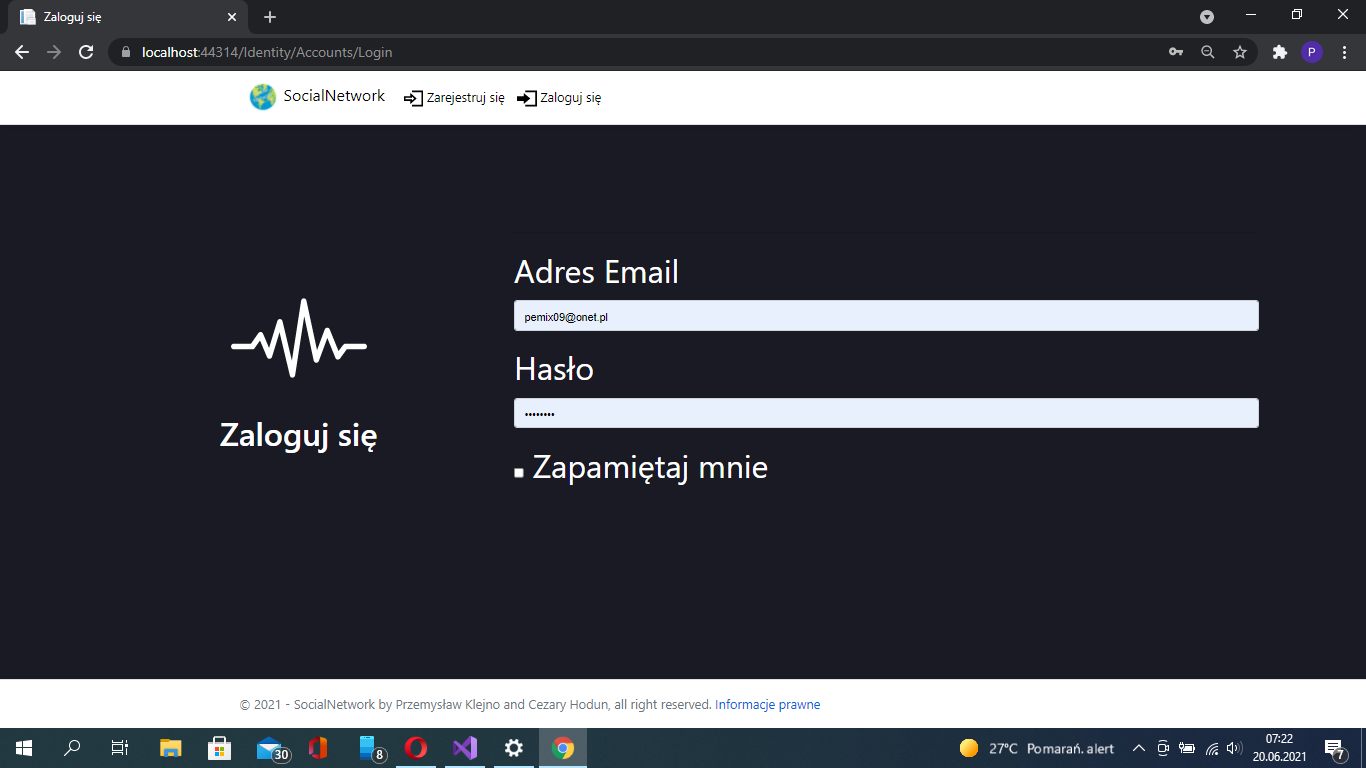 Zaloguj się
localhost:44314/Identity/Accounts/Login
P
SocialNetwork
Zarejestruj się
Zaloguj się
Adres Email
pemix09@onet.pl
Hasło
••••••••
Zapamiętaj mnie
Zaloguj się
© 2021 - SocialNetwork by Przemysław Klejno and Cezary Hodun, all right reserved. Informacje prawne
30
8
27°C Pomarań. alert
07:22
20.06.2021
7